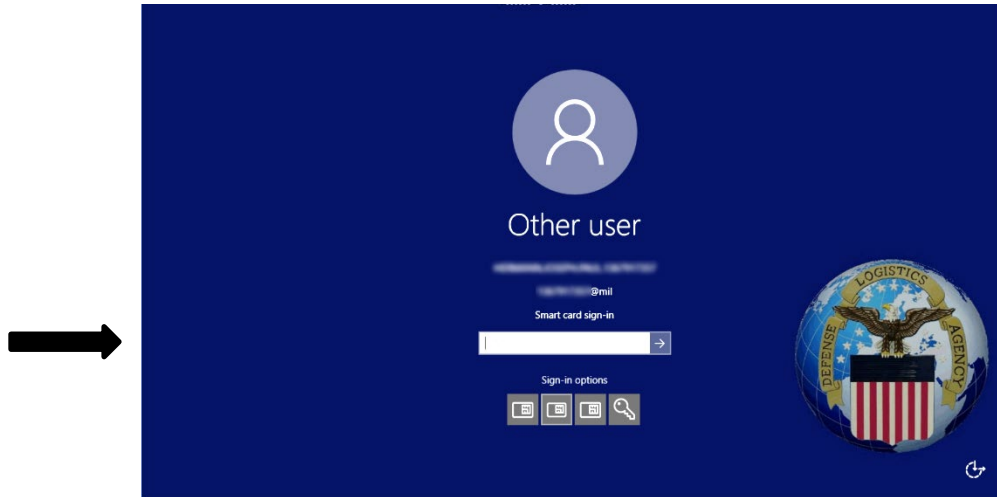 Other user
@mil
Smart card sign-in
Sign-in options
DEFENSE
LOGISTICS
AGENCY